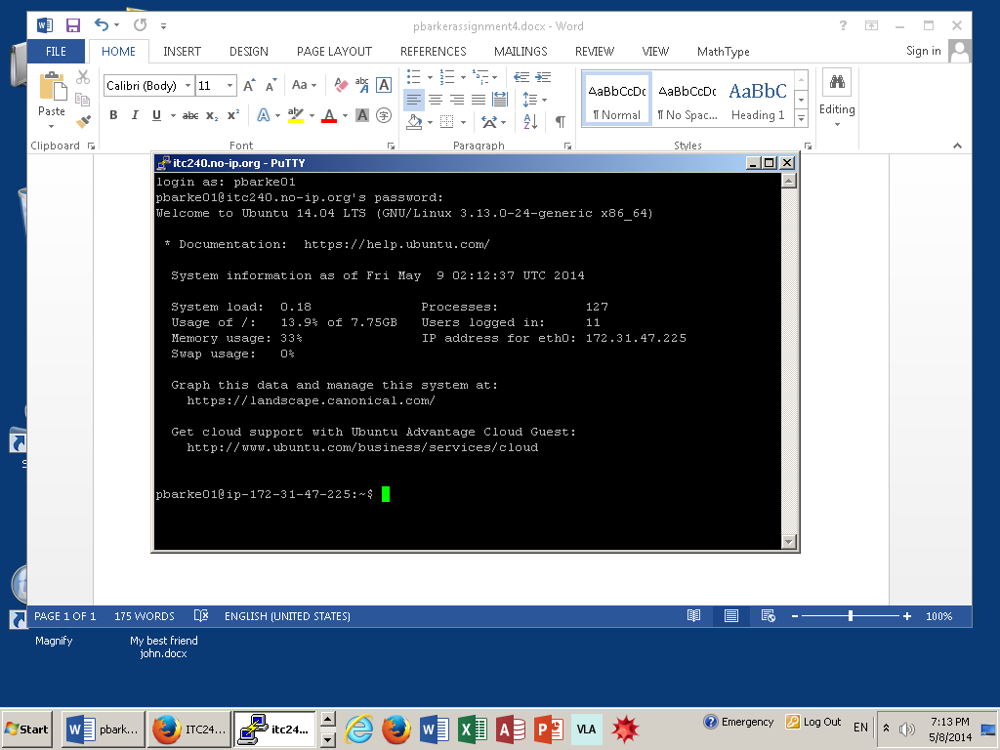 pbarkerassignment4.docx - Word
FILE HOME INSERT DESIGN PAGE LAYOUT REFERENCES MAILINGS REVIEW VIEW MathType Sign in
Calibri (Body) 11 Aa
AaBbCcDc AaBbCcDc AaBbC
Paste B I U abc X₂ X² A ab A A
¶ Normal ¶ No Spac... Heading 1 Editing
Clipboard Font Paragraph Styles
itc240.no-ip.org - PuTTY
login as: pbarke01
pbarke01@itc240.no-ip.org's password:
Welcome to Ubuntu 14.04 LTS (GNU/Linux 3.13.0-24-generic x86_64)
* Documentation: https://help.ubuntu.com/
System information as of Fri May 9 02:12:37 UTC 2014
System load: 0.18 Processes: 127
Usage of /: 13.9% of 7.75GB Users logged in: 11
Memory usage: 33% IP address for eth0: 172.31.47.225
Swap usage: 0%
Graph this data and manage this system at:
https://landscape.canonical.com/
Get cloud support with Ubuntu Advantage Cloud Guest:
http://www.ubuntu.com/business/services/cloud
pbarke01@ip-172-31-47-225:~$
PAGE 1 OF 1 175 WORDS ENGLISH (UNITED STATES) 100%
Magnify My best friend
john.docx
Start pbark... ITC24... itc24... VLA Emergency Log Out EN 7:13 PM
5/8/2014